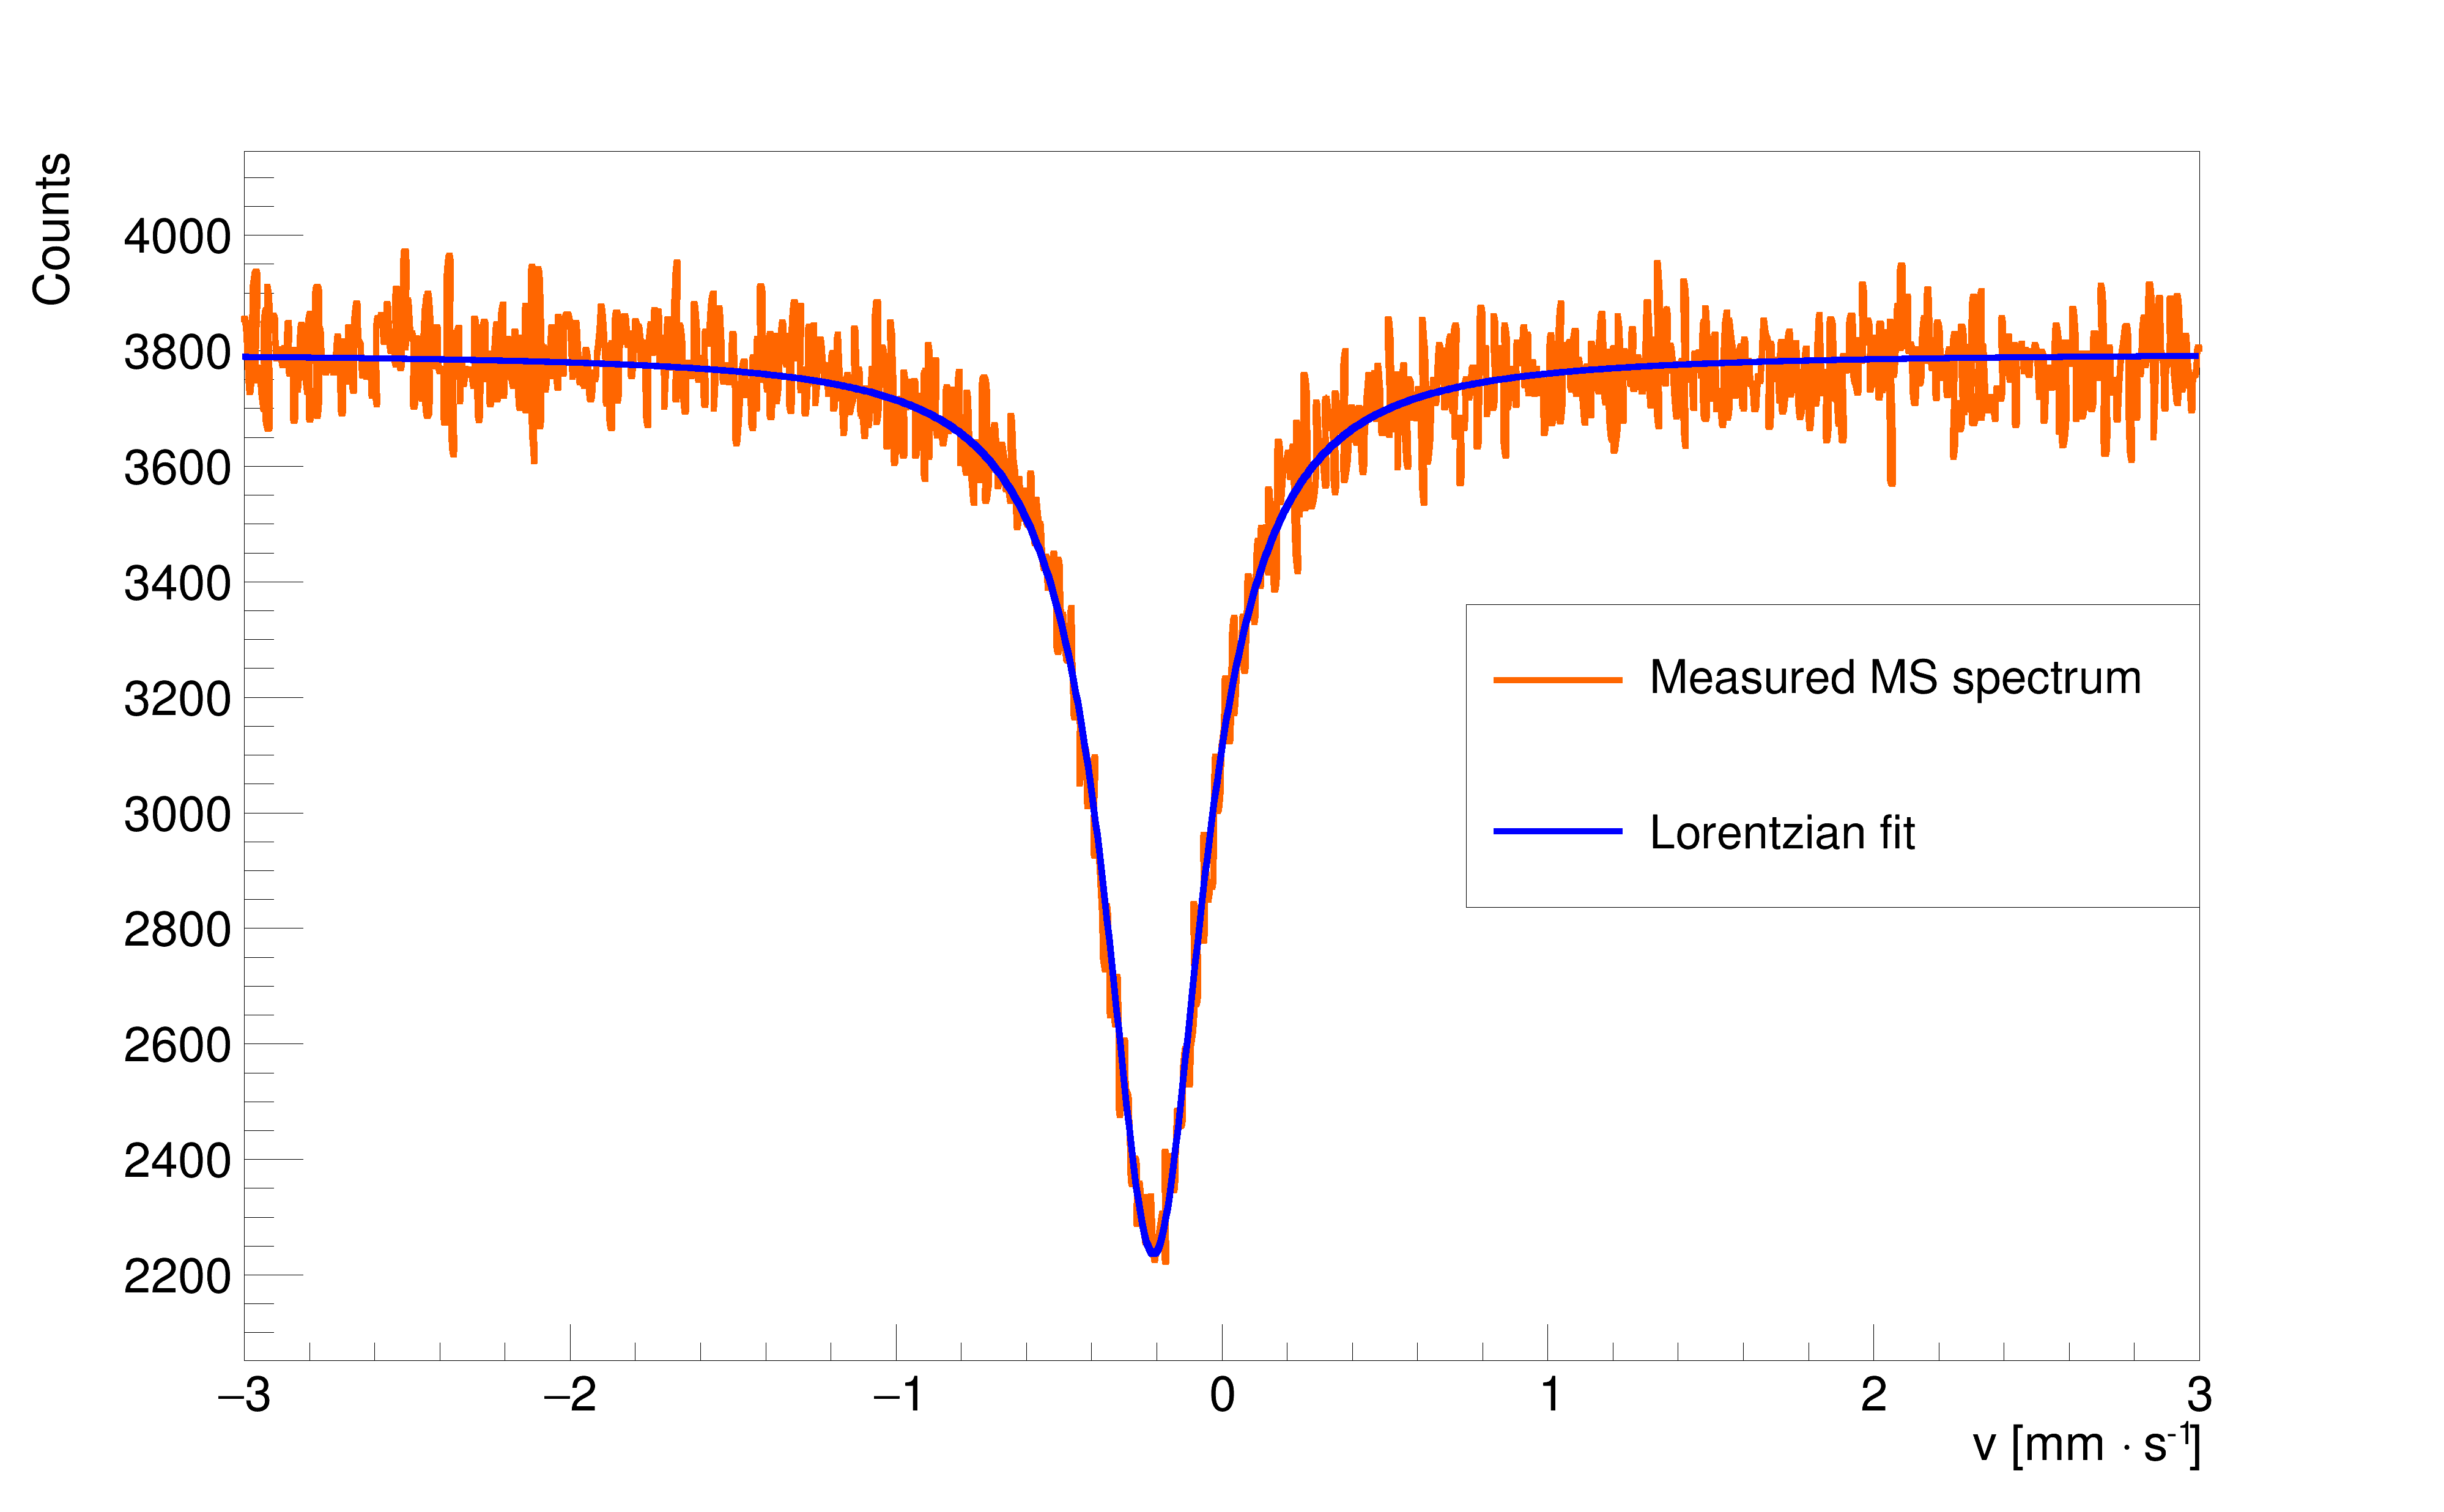 Counts
4000
3800
3600
3400
3200
3000
2800
2600
2400
2200
Measured MS spectrum
Lorentzian fit
−3 −2 −1 0 1 2 3
v [mm · s-1]